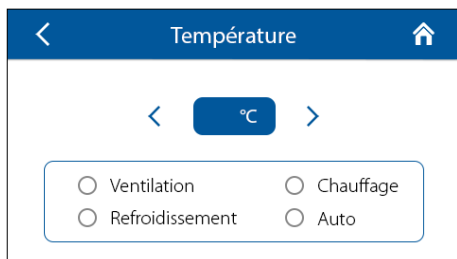 Température
°C
Ventilation Chauffage
Refroidissement Auto